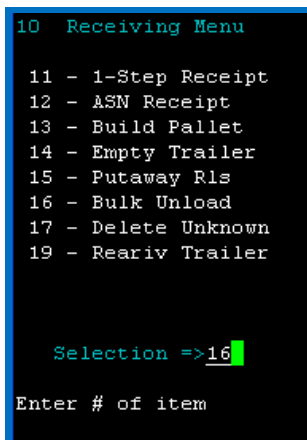 10 Receiving Menu
11 - 1-Step Receipt
12 - ASN Receipt
13 - Build Pallet
14 - Empty Trailer
15 - Putaway Rls
16 - Bulk Unload
17 - Delete Unknown
19 - Reariv Trailer
Selection =>16
Enter # of item